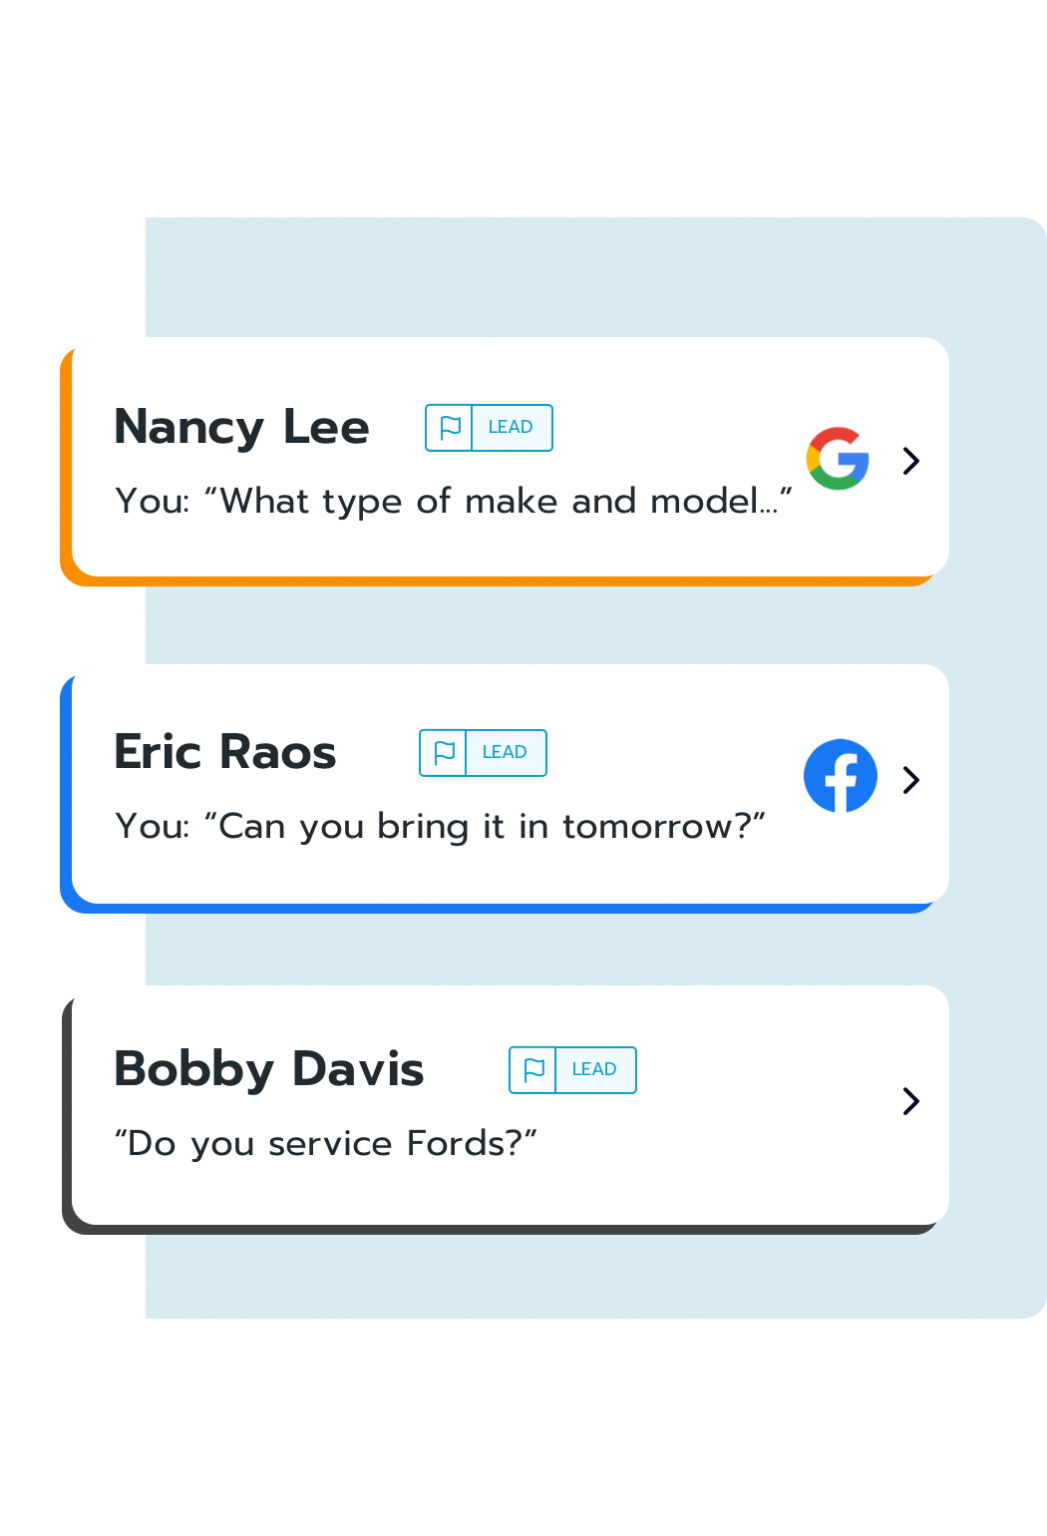 Nancy Lee LEAD
You: “What type of make and model...”
Eric Raos LEAD
You: “Can you bring it in tomorrow?”
Bobby Davis LEAD
“Do you service Fords?”